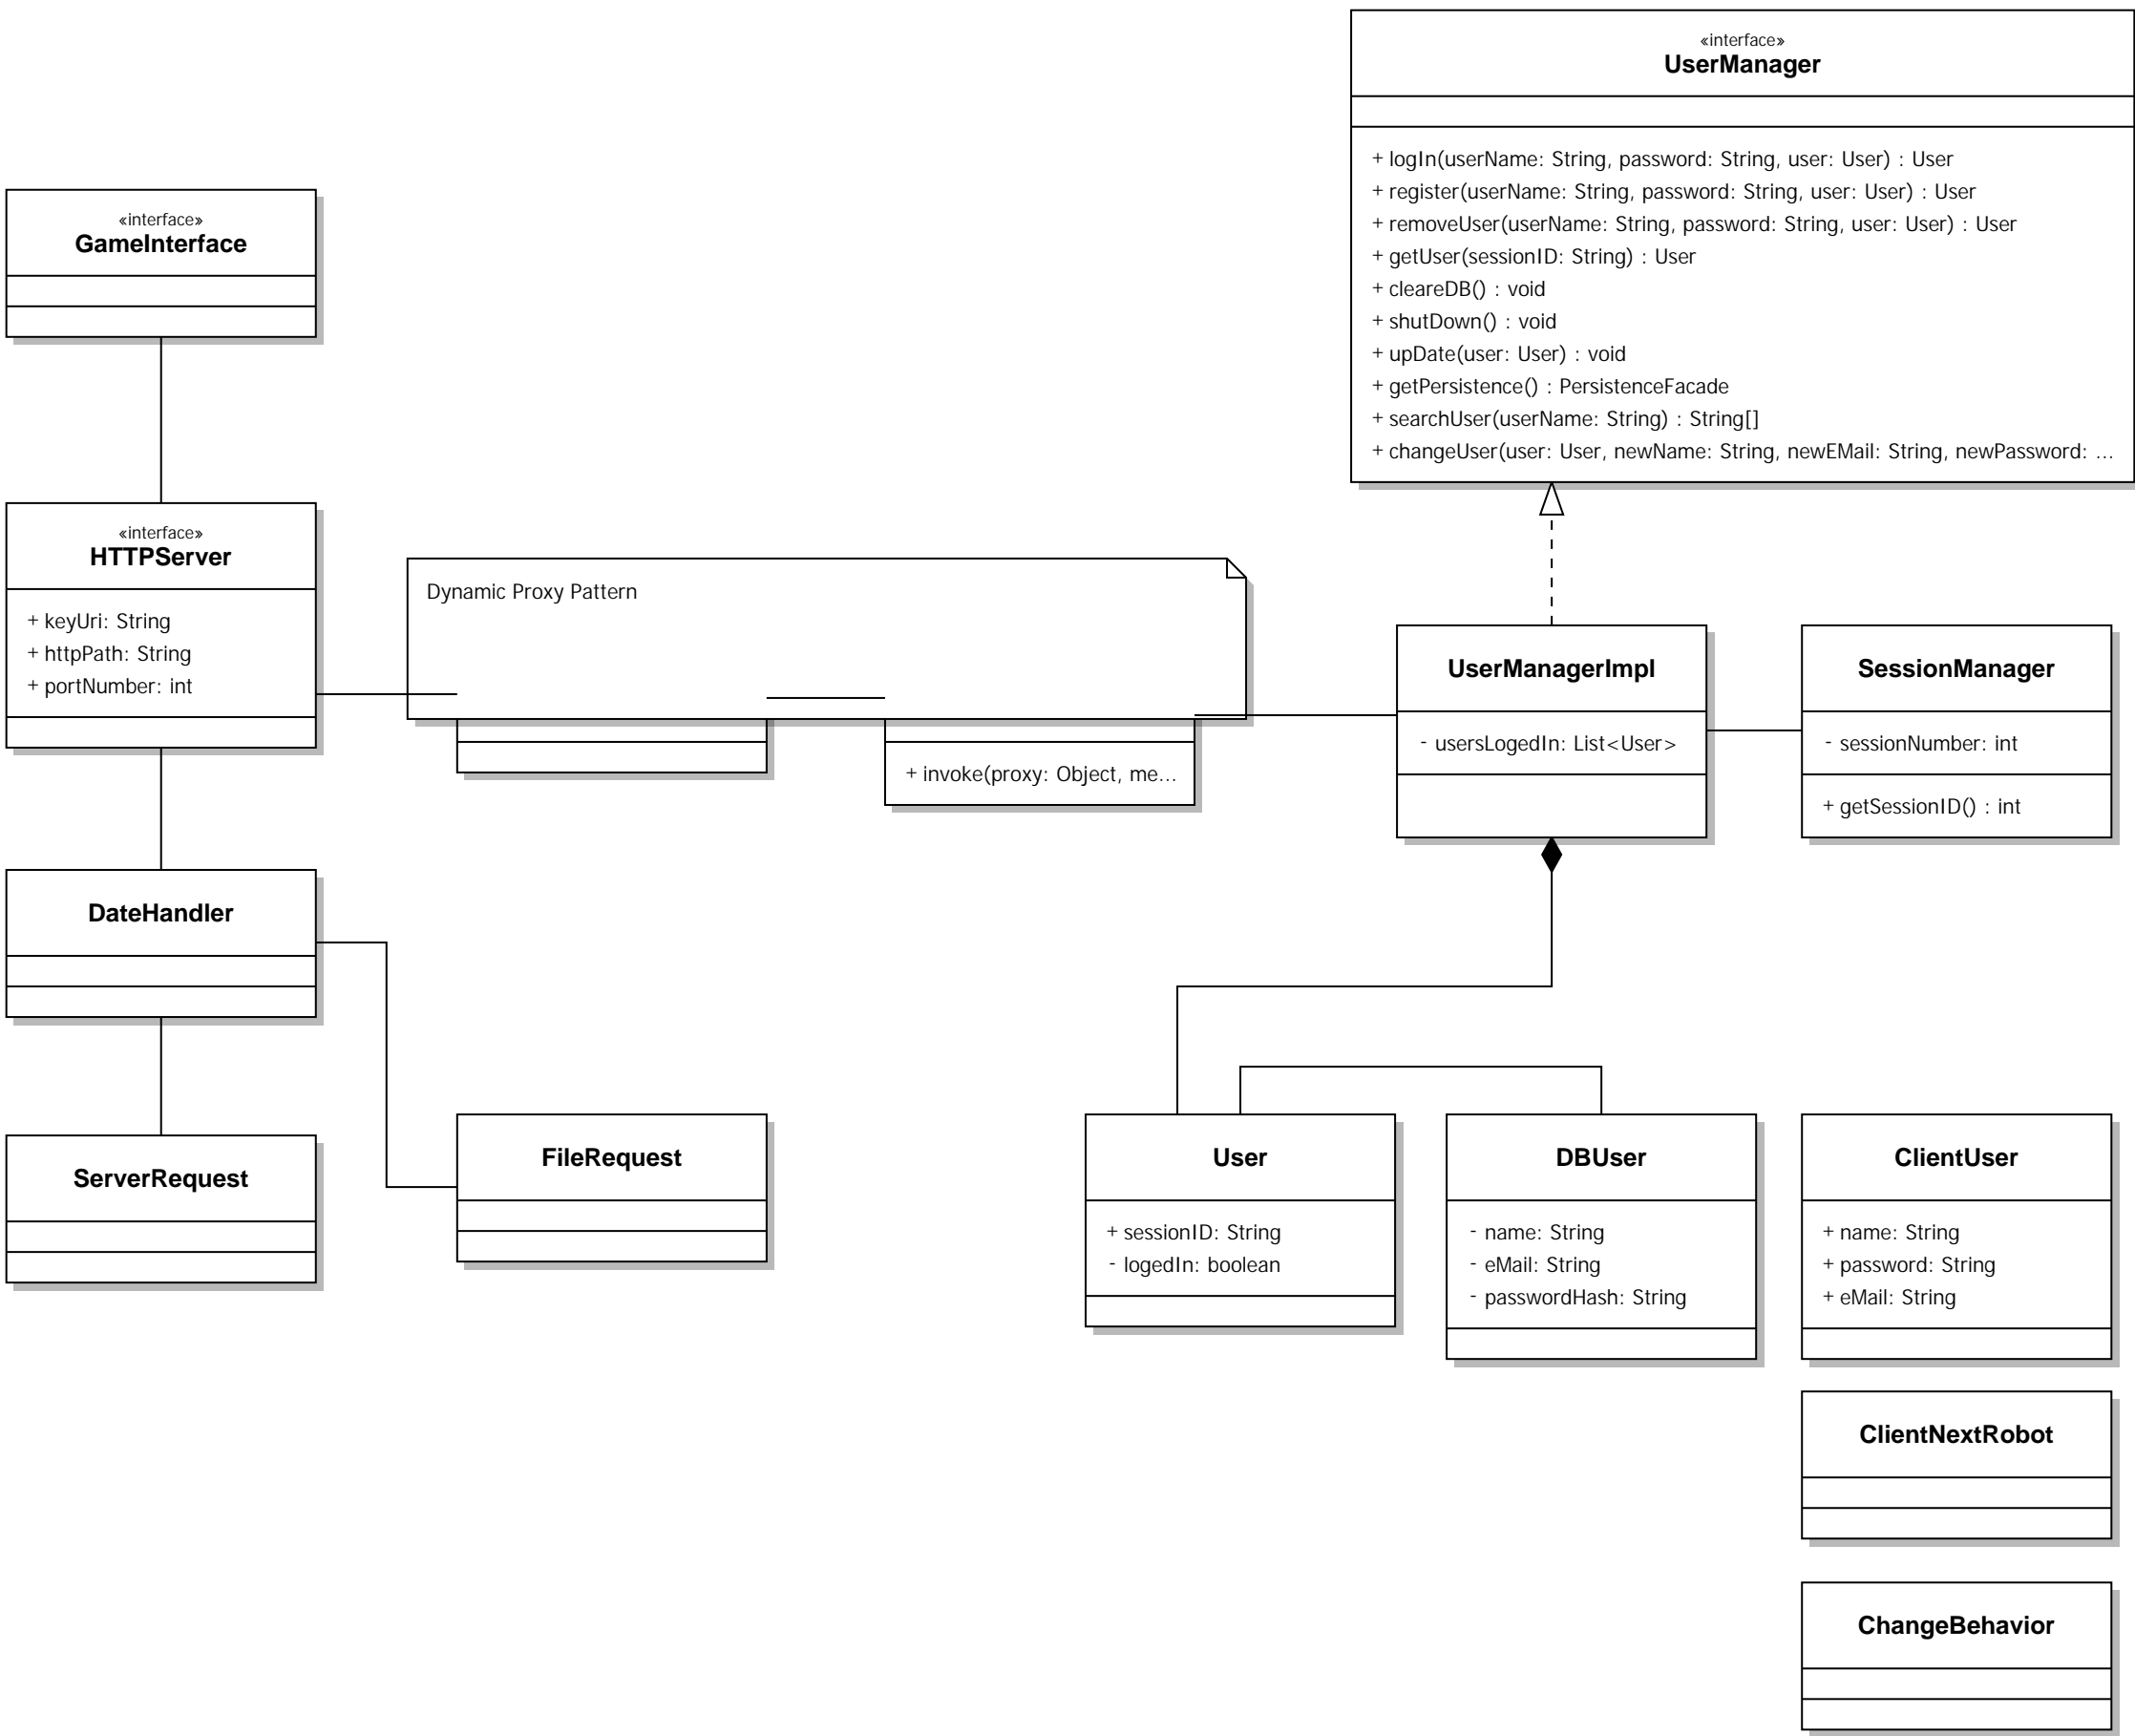 «interface»
UserManager
+ logIn(userName: String, password: String, user: User) : User
+ register(userName: String, password: String, user: User) : User
+ removeUser(userName: String, password: String, user: User) : User
+ getUser(sessionID: String) : User
+ cleareDB() : void
+ shutDown() : void
+ upDate(user: User) : void
+ getPersistence() : PersistenceFacade
+ searchUser(userName: String) : String[]
+ changeUser(user: User, newName: String, newEMail: String, newPassword: ...
«interface»
GameInterface
«interface»
HTTPServer
+ keyUri: String
+ httpPath: String
+ portNumber: int
Dynamic Proxy Pattern
+ invoke(proxy: Object, me...
UserManagerImpl
- usersLogedIn: List<User>
SessionManager
- sessionNumber: int
+ getSessionID() : int
DateHandler
ServerRequest
FileRequest
User
+ sessionID: String
- logedIn: boolean
DBUser
- name: String
- eMail: String
- passwordHash: String
ClientUser
+ name: String
+ password: String
+ eMail: String
ClientNextRobot
ChangeBehavior